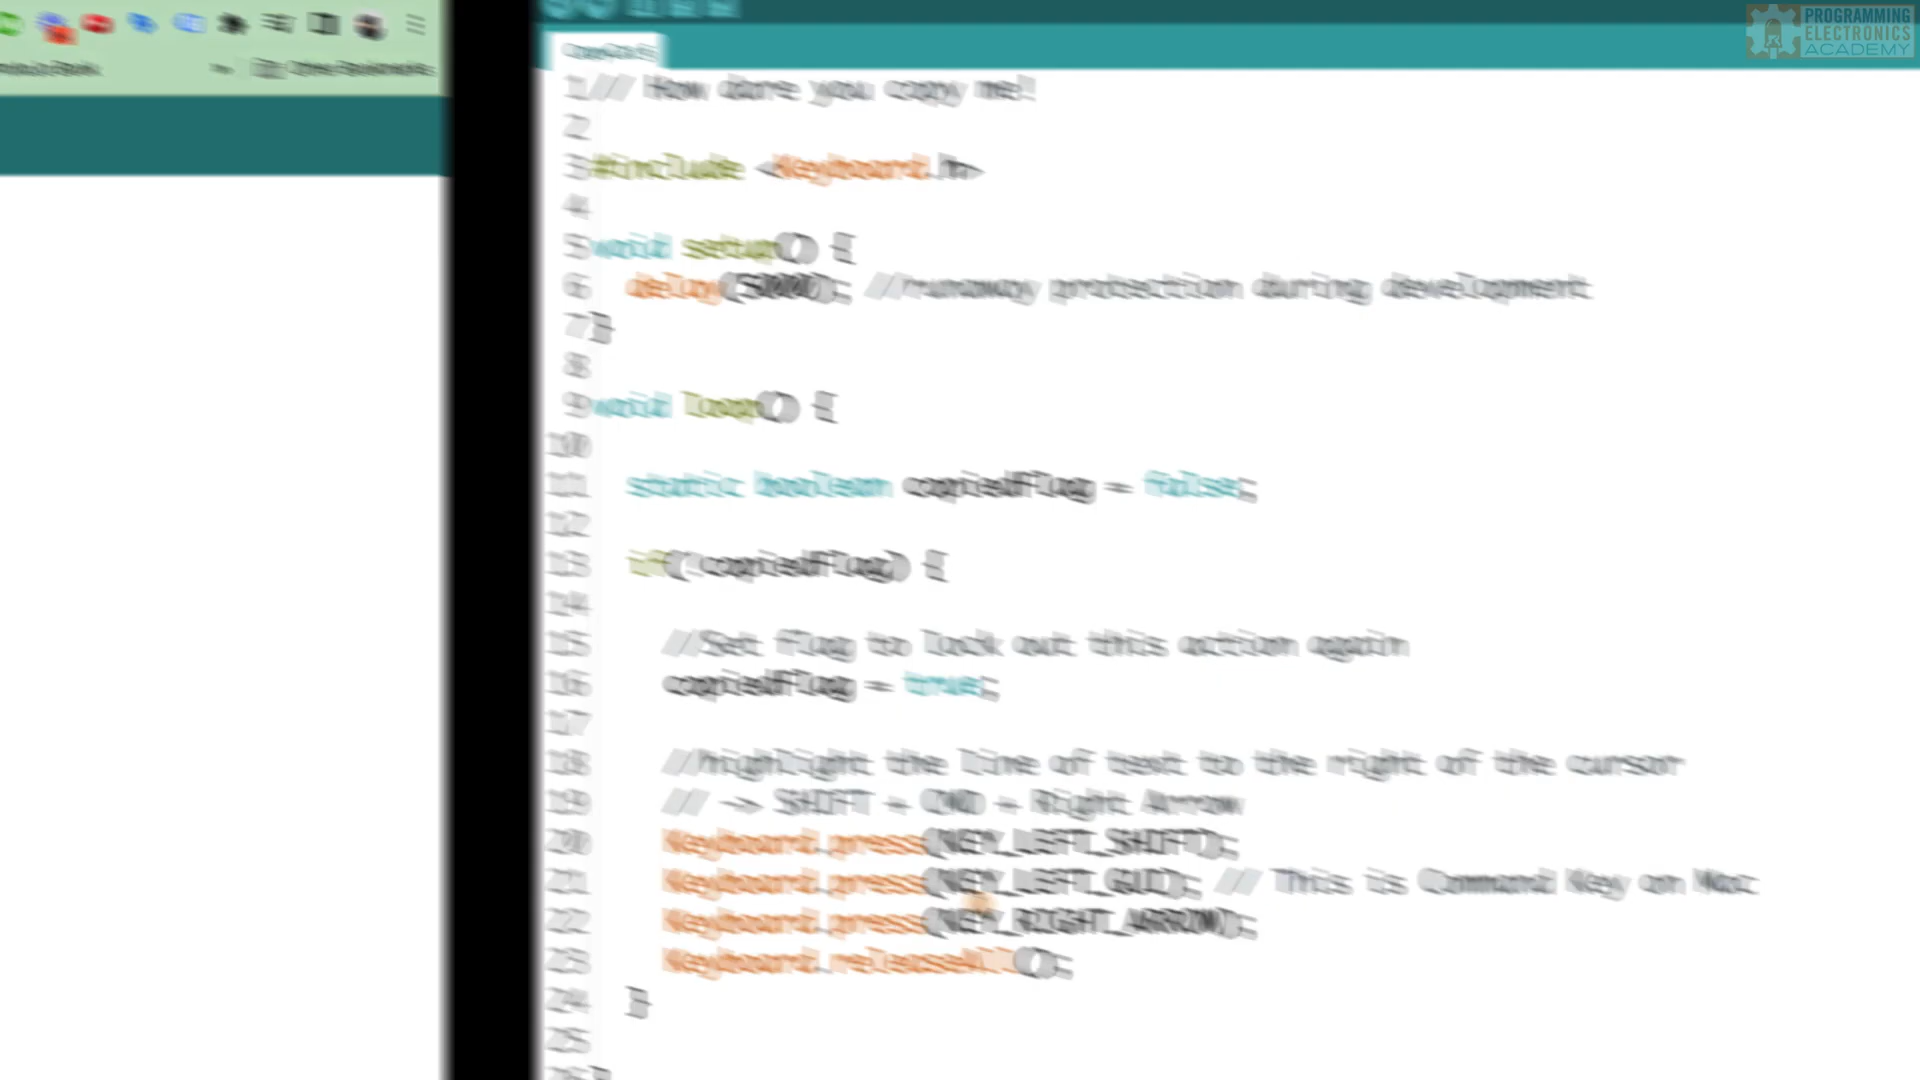 PROGRAMMING
ELECTRONICS
ACADEMY
Other Bookmarks
1 /// How dare you copy me!
2
3 #include <Keyboard.h>
4
5 void setup() {
6 delay(5000); //runaway protection during development
7 }
8
9 void loop() {
10
11 static boolean copiedFlag = false;
12
13 if(!copiedFlag) {
14
15 //Set flag to lock out this action again
16 copiedFlag = true;
17
18 //highlight the line of text to the right of the cursor
19 // -> SHIFT + CMD + Right Arrow
20 Keyboard.press(KEY_LEFT_SHIFT);
21 Keyboard.press(KEY_LEFT_GUI); // This is Command Key on Mac
22 Keyboard.press(KEY_RIGHT_ARROW);
23 Keyboard.releaseAll();
24 }
25
26 }